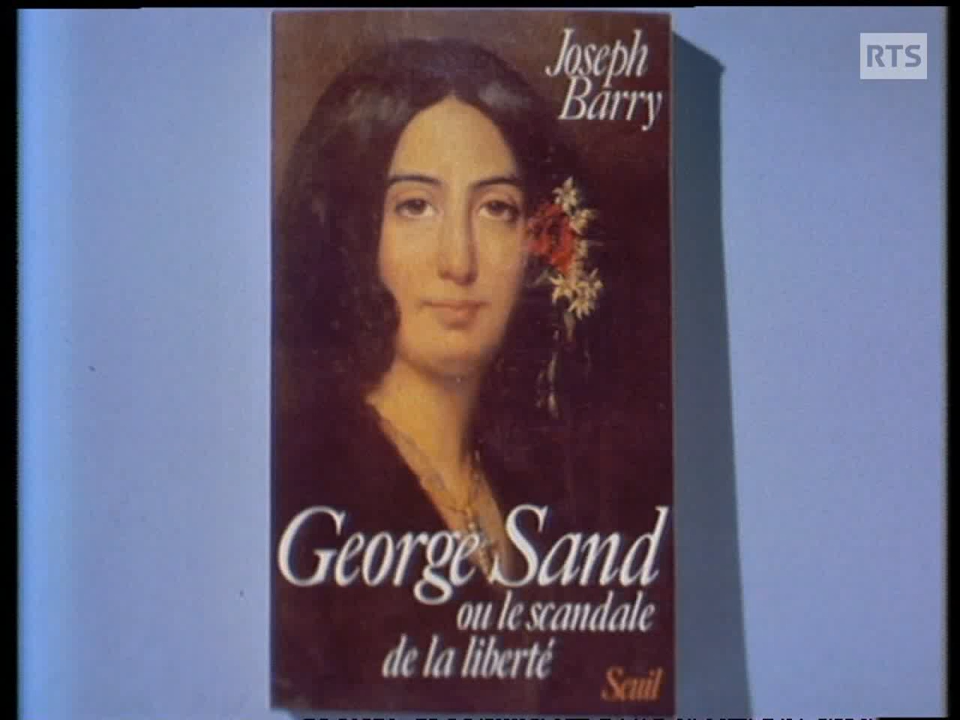 Joseph
Barry
RTS
George Sand
ou le scandale
de la liberté
Seuil